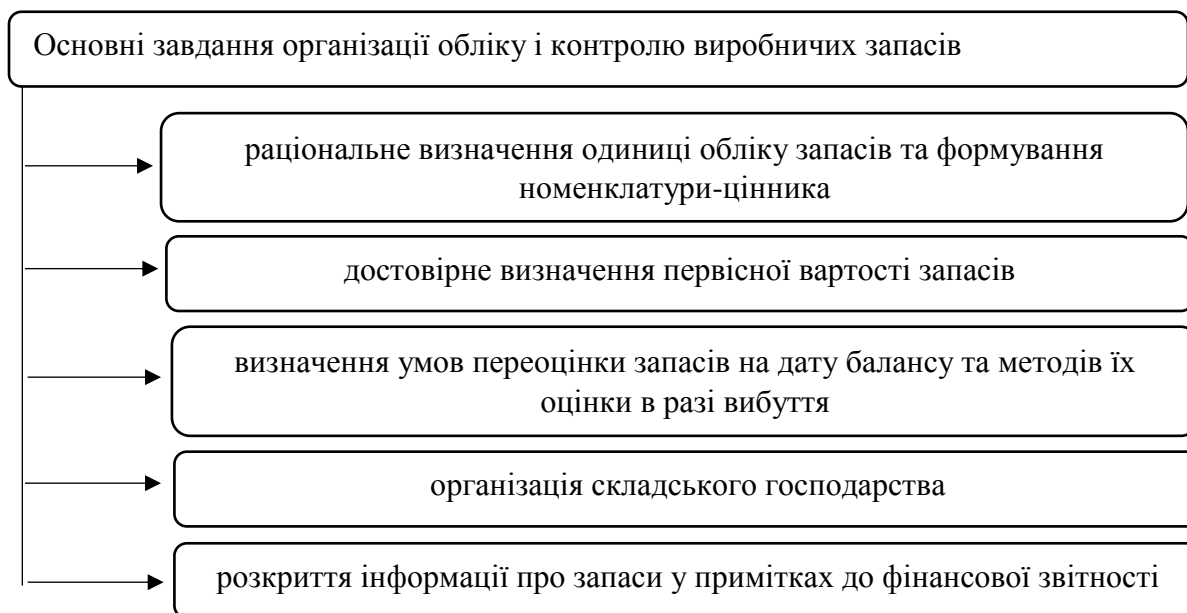 Основні завдання організації обліку і контролю виробничих запасів
раціональне визначення одиниці обліку запасів та формування
номенклатури-цінника
достовірне визначення первісної вартості запасів
визначення умов переоцінки запасів на дату балансу та методів їх
оцінки в разі вибуття
організація складського господарства
розкриття інформації про запаси у примітках до фінансової звітності